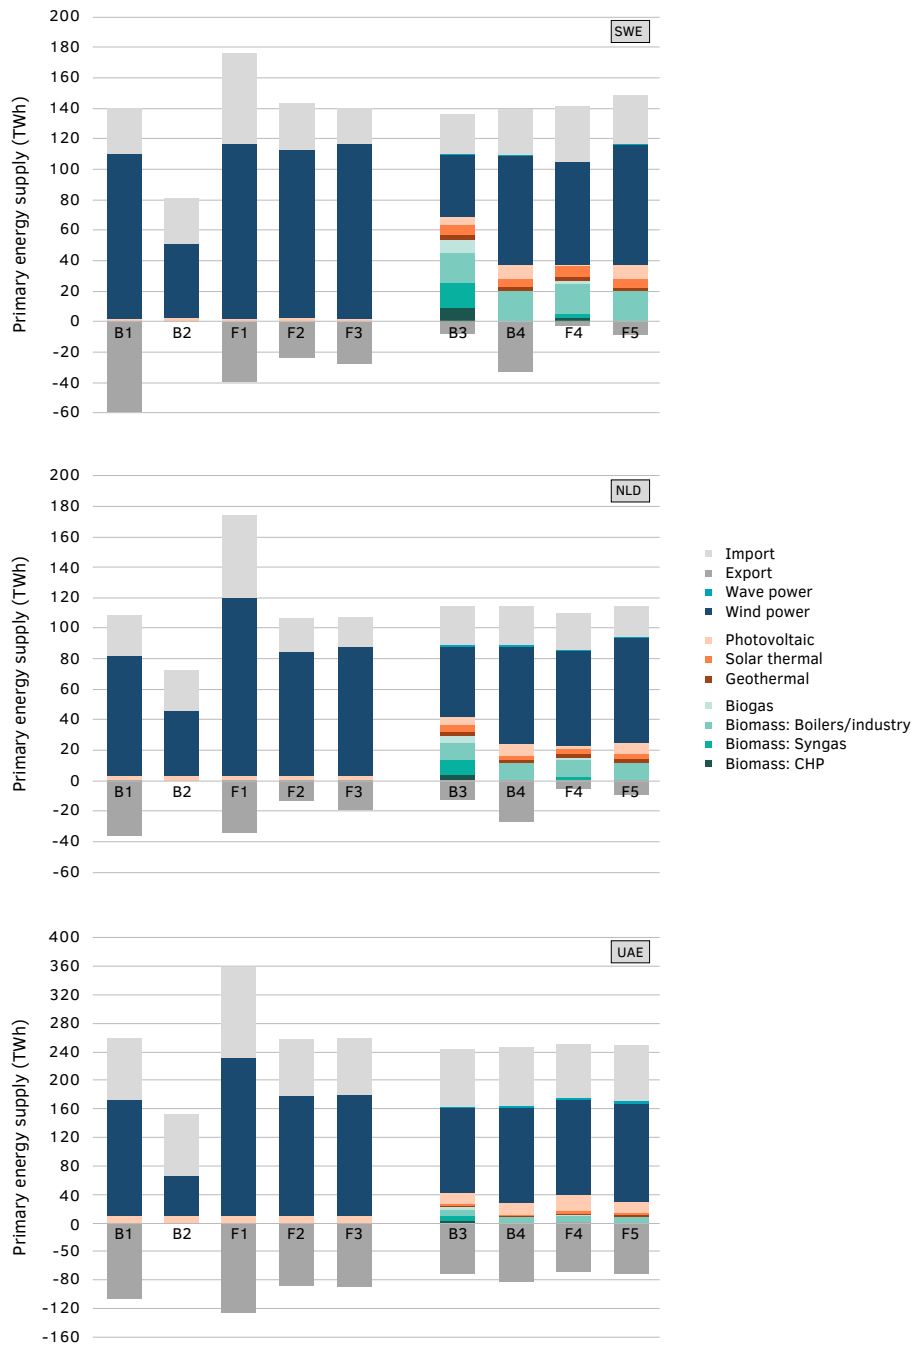 200
SWE
180
160
140
120
100
80
60
40
20
0
-20
-40
-60
Primary energy supply (TWh)
B1
B2
F1
F2
F3
B3
B4
F4
F5
200
NLD
180
160
140
120
100
80
60
40
20
0
-20
-40
-60
Primary energy supply (TWh)
B1
B2
F1
F2
F3
B3
B4
F4
F5
Import
Export
Wave power
Wind power
Photovoltaic
Solar thermal
Geothermal
Biogas
Biomass: Boilers/industry
Biomass: Syngas
Biomass: CHP
400
UAE
360
320
280
240
200
160
120
80
40
0
-50
-80
-120
-160
Primary energy supply (TWh)
B1
B2
F1
F2
F3
B3
B4
F4
F5